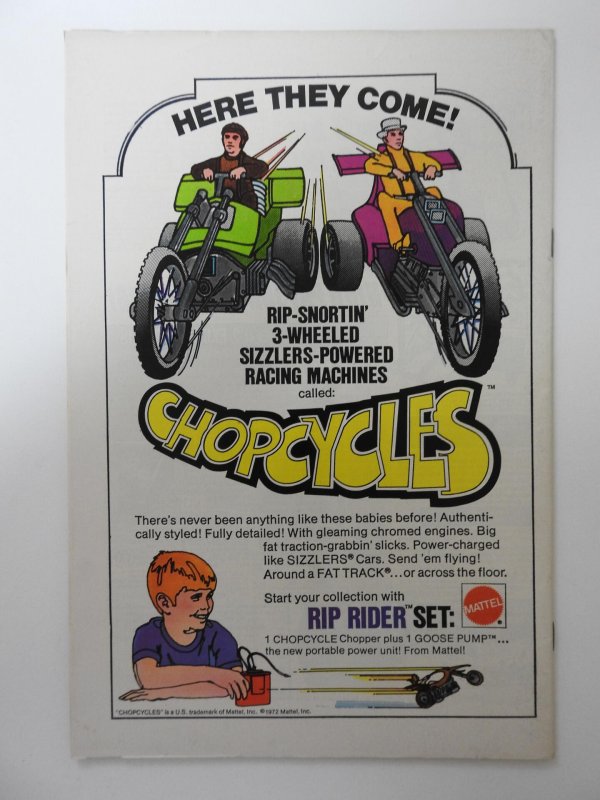 HERE THEY COME!
RIP-SNORTIN'
3-WHEELED
SIZZLERS-POWERED
RACING MACHINES
called:
CHOPCYCLES™
There's never been anything like these babies before! Authenti-
cally styled! Fully detailed! With gleaming chromed engines. Big
fat traction-grabbin' slicks. Power-charged
like SIZZLERS® Cars. Send 'em flying!
Around a FAT TRACK®...or across the floor.
Start your collection with
RIP RIDER™ SET:
MATTEL®
1 CHOPCYCLE Chopper plus 1 GOOSE PUMP™...
the new portable power unit! From Mattel!
"CHOPCYCLES" is a U.S. trademark of Mattel, Inc. ©1972 Mattel, Inc.